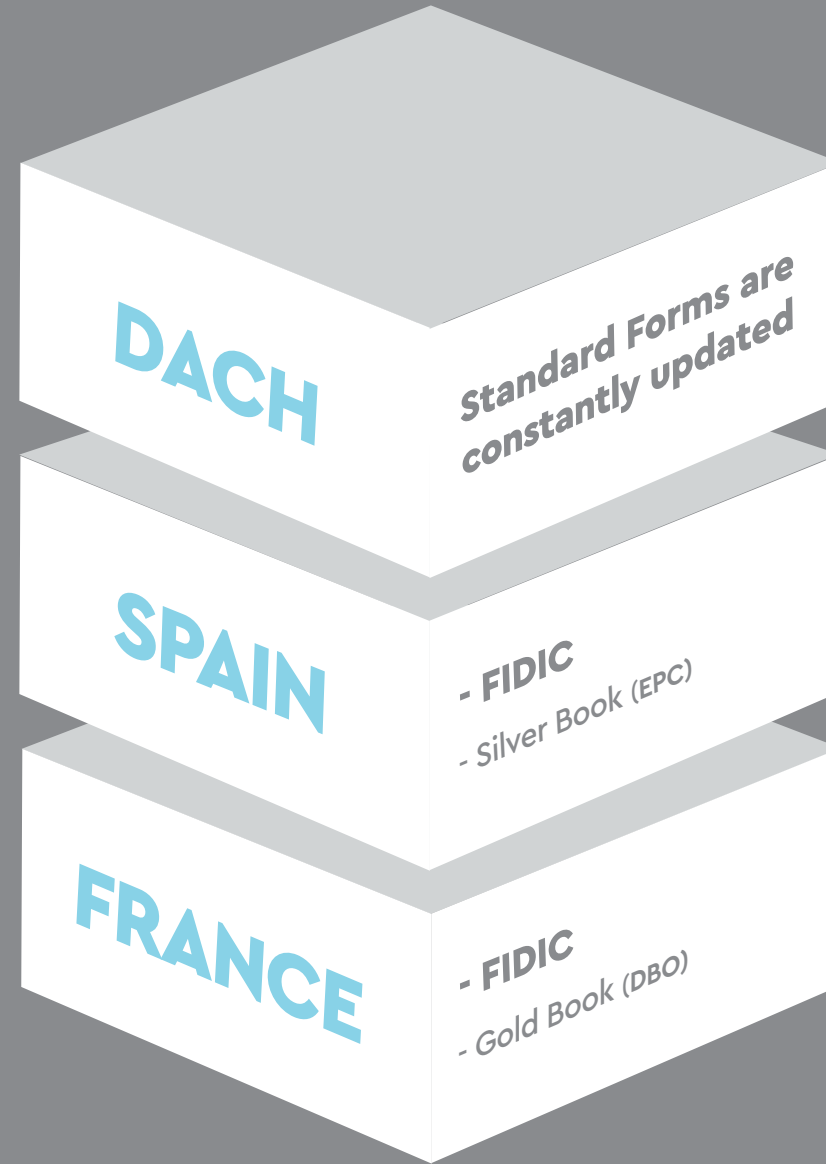 DACH
Standard Forms are
constantly updated
SPAIN
- FIDIC
- Silver Book (EPC)
FRANCE
- FIDIC
- Gold Book (DBO)